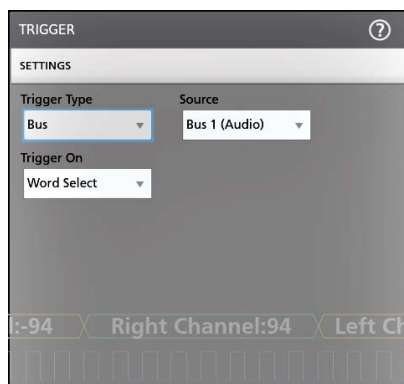 TRIGGER ?
SETTINGS
Trigger Type Source
Bus Bus 1 (Audio)
Trigger On
Word Select
l:-94 Right Channel:94 Left Ch